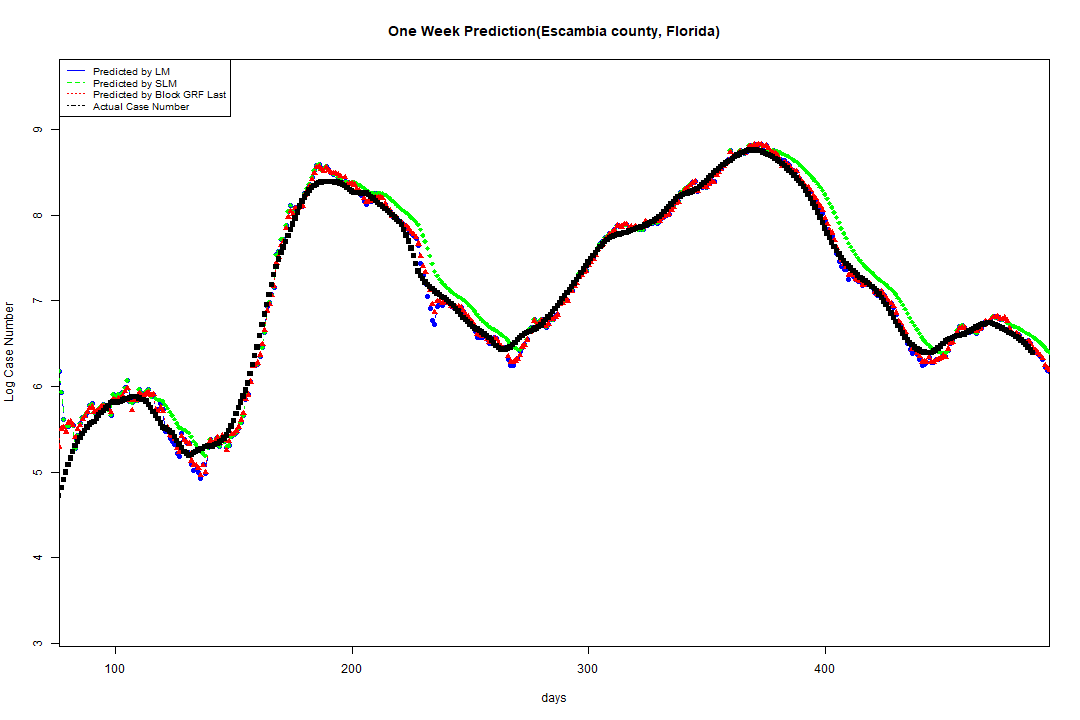 One Week Prediction(Escambia county, Florida)
Predicted by LM
Predicted by SLM
Predicted by Block GRF Last
Actual Case Number
9
8
7
6
5
4
3
Log Case Number
100 200 300 400
days